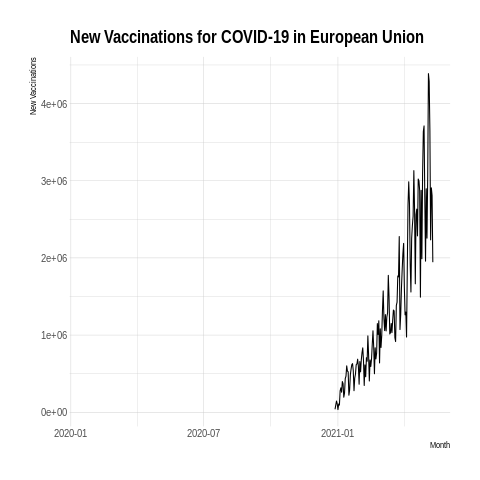 New Vaccinations for COVID-19 in European Union
New Vaccinations
4e+06
3e+06
2e+06
1e+06
0e+00
2020-01 2020-07 2021-01
Month